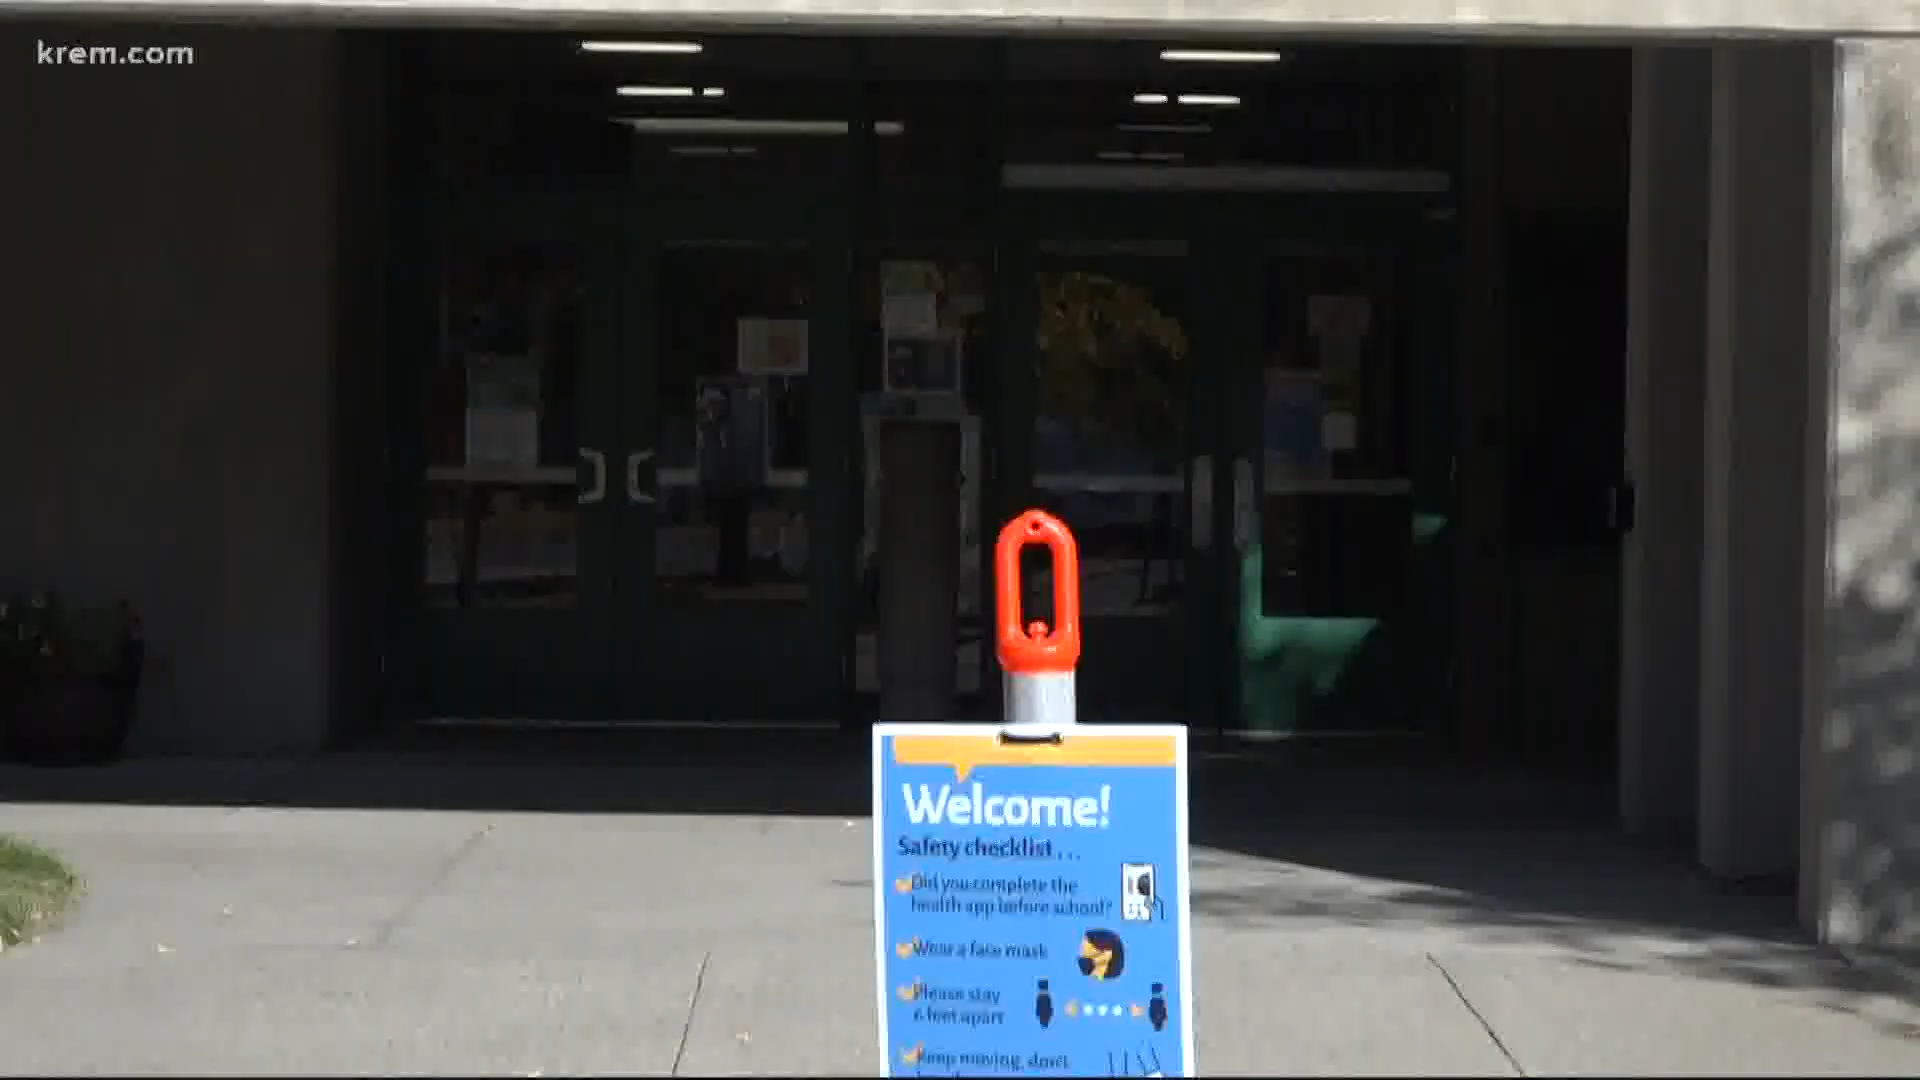 krem.com
Welcome!
Safety checklist...
Did you complete the
health app before school?
Wear a face mask
Please stay
6 feet apart
Keep moving, don't